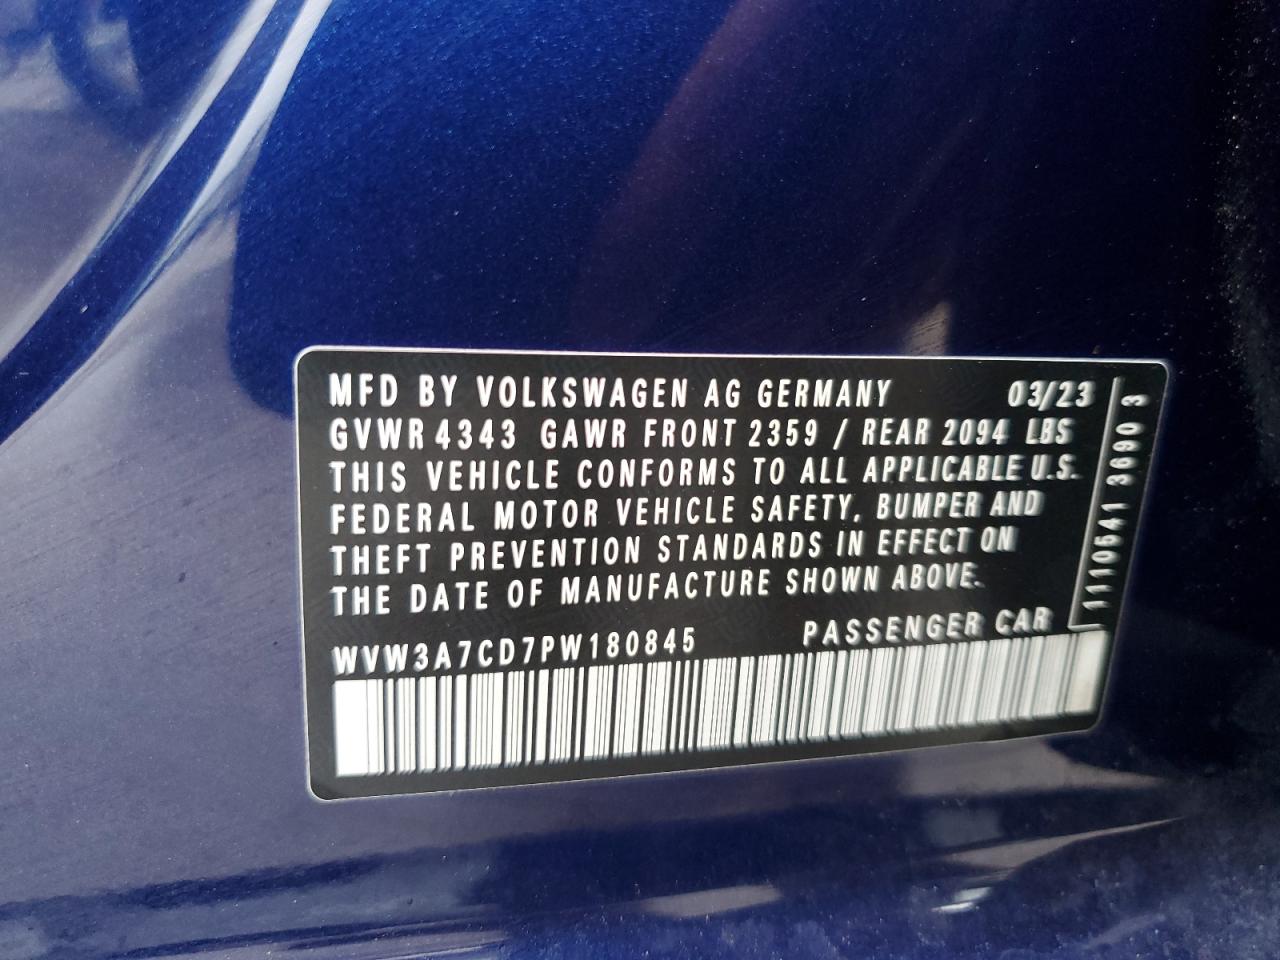 MFD BY VOLKSWAGEN AG GERMANY 03/23
GVWR 4343 GAWR FRONT 2359 / REAR 2094 LBS
THIS VEHICLE CONFORMS TO ALL APPLICABLE U.S.
FEDERAL MOTOR VEHICLE SAFETY, BUMPER AND
THEFT PREVENTION STANDARDS IN EFFECT ON
THE DATE OF MANUFACTURE SHOWN ABOVE.
WVW3A7CD7PW180845 PASSENGER CAR
1110541 3690 3